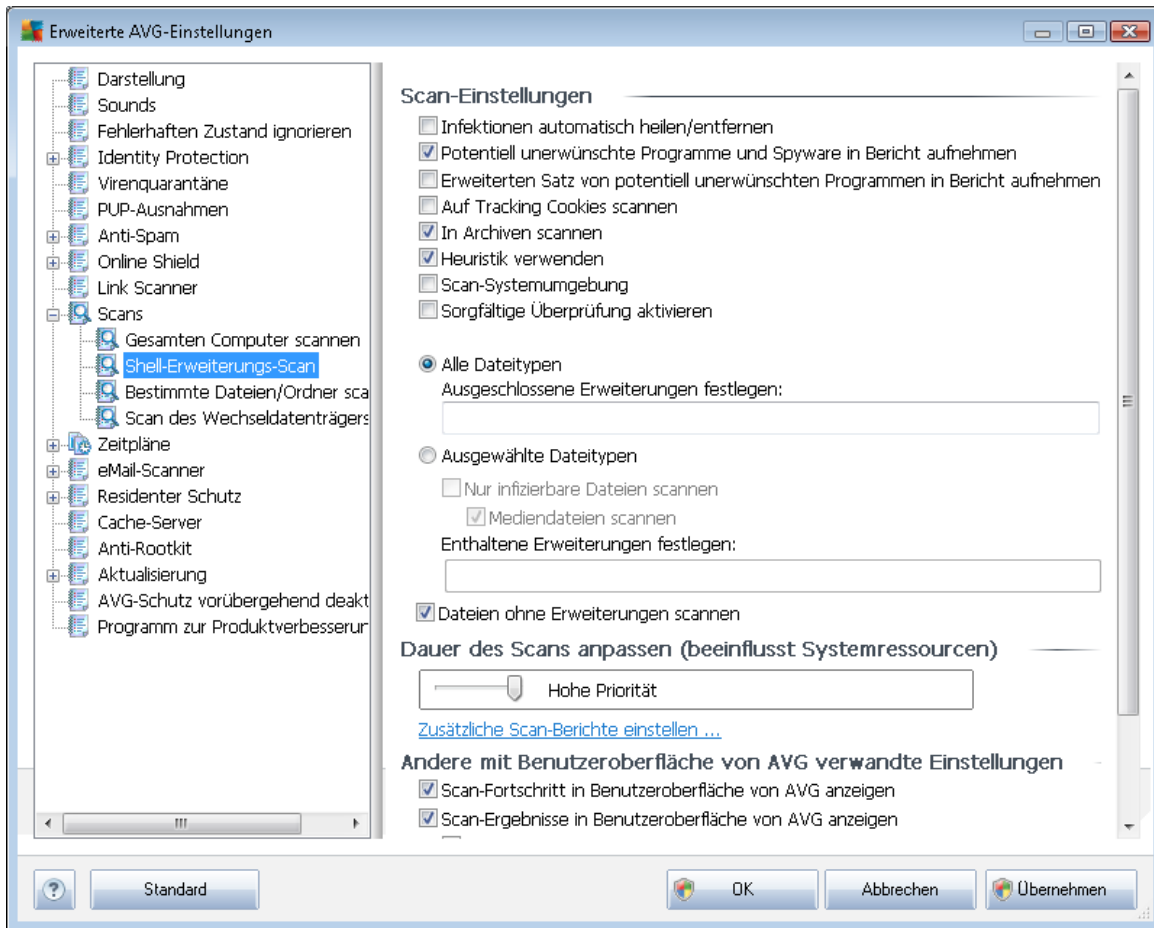 Erweiterte AVG-Einstellungen
Darstellung
Sounds
Fehlerhaften Zustand ignorieren
Identity Protection
Virenquarantäne
PUP-Ausnahmen
Anti-Spam
Online Shield
Link Scanner
Scans
Gesamten Computer scannen
Shell-Erweiterungs-Scan
Bestimmte Dateien/Ordner sca
Scan des Wechseldatenträgers
Zeitpläne
eMail-Scanner
Residenter Schutz
Cache-Server
Anti-Rootkit
Aktualisierung
AVG-Schutz vorübergehend deakt
Programm zur Produktverbesserur
Scan-Einstellungen
Infektionen automatisch heilen/entfernen
Potentiell unerwünschte Programme und Spyware in Bericht aufnehmen
Erweiterten Satz von potentiell unerwünschten Programmen in Bericht aufnehmen
Auf Tracking Cookies scannen
In Archiven scannen
Heuristik verwenden
Scan-Systemumgebung
Sorgfältige Überprüfung aktivieren
Alle Dateitypen
Ausgeschlossene Erweiterungen festlegen:
Ausgewählte Dateitypen
Nur infizierbare Dateien scannen
Mediendateien scannen
Enthaltene Erweiterungen festlegen:
Dateien ohne Erweiterungen scannen
Dauer des Scans anpassen (beeinflusst Systemressourcen)
Hohe Priorität
Zusätzliche Scan-Berichte einstellen ...
Andere mit Benutzeroberfläche von AVG verwandte Einstellungen
Scan-Fortschritt in Benutzeroberfläche von AVG anzeigen
Scan-Ergebnisse in Benutzeroberfläche von AVG anzeigen
?
Standard
OK
Abbrechen
Übernehmen